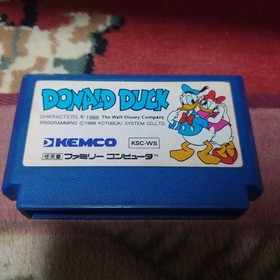 DONALD DUCK
CHARACTERS © 1988 The Walt Disney Company
PROGRAMMING © 1988 KOTOBUKI SYSTEM CO.,LTD.
KEMCO
KSC-WS
ファミリー コンピュータ